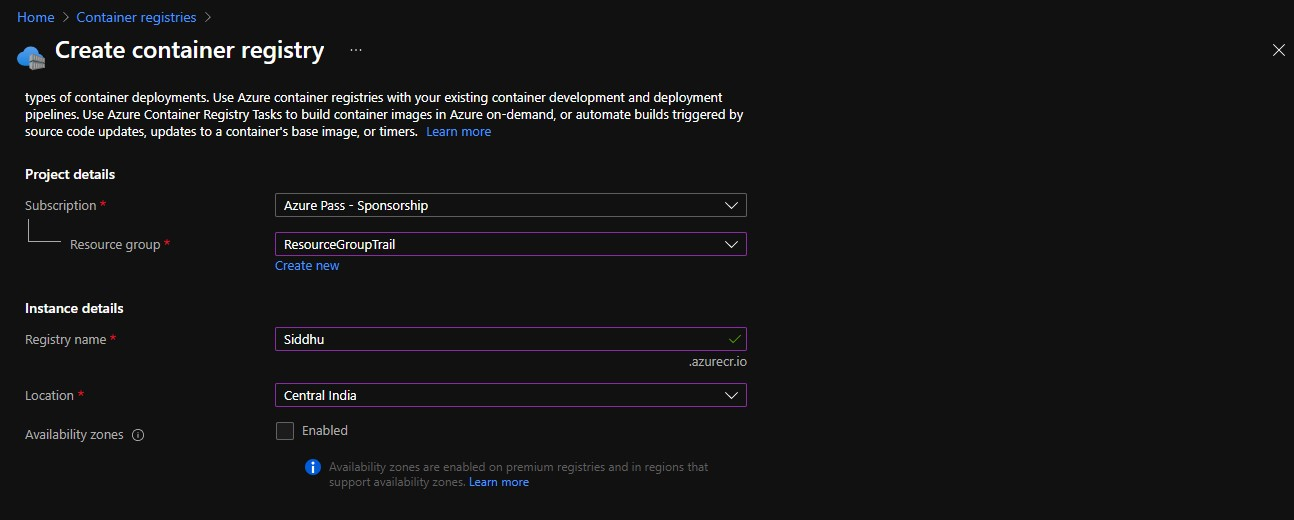 Home > Container registries >
Create container registry ...
types of container deployments. Use Azure container registries with your existing container development and deployment
pipelines. Use Azure Container Registry Tasks to build container images in Azure on-demand, or automate builds triggered by
source code updates, updates to a container's base image, or timers. Learn more
Project details
Subscription * Azure Pass - Sponsorship
Resource group * ResourceGroupTrail
Create new
Instance details
Registry name * Siddhu
.azurecr.io
Location * Central India
Availability zones Enabled
Availability zones are enabled on premium registries and in regions that
support availability zones. Learn more